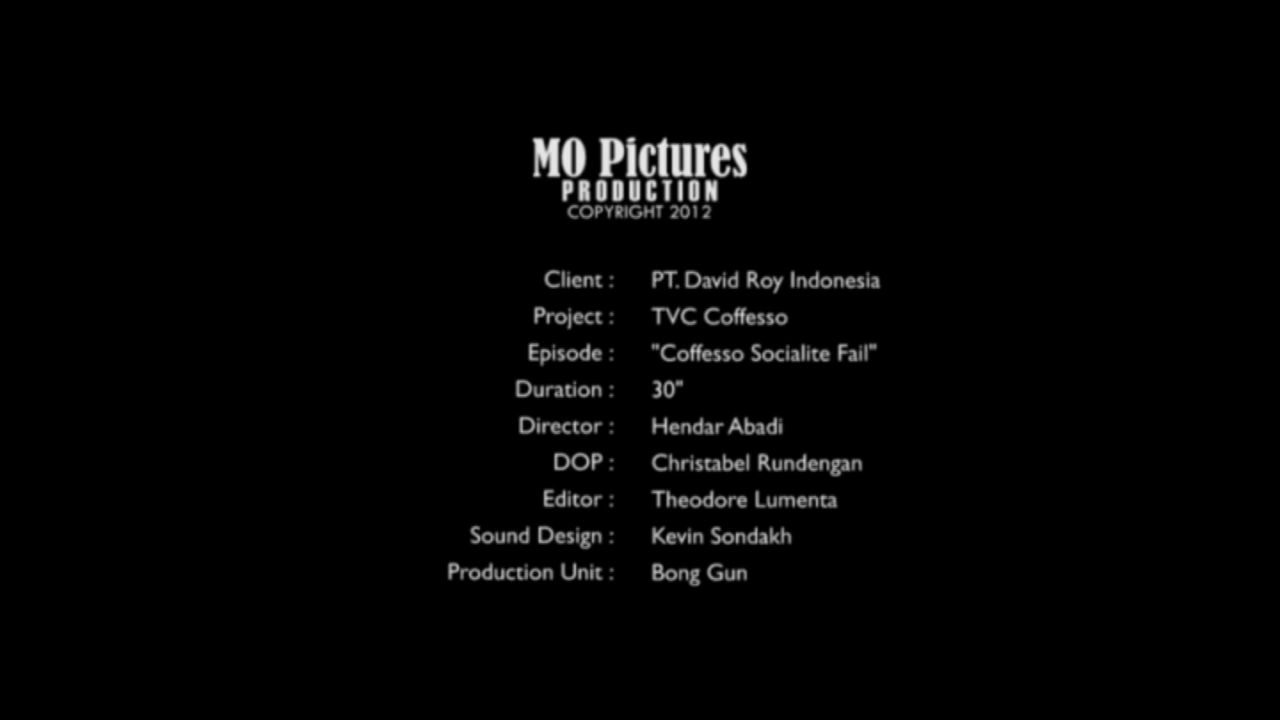 MO Pictures
PRODUCTION
COPYRIGHT 2012
Client : PT. David Roy Indonesia
Project : TVC Coffesso
Episode : "Coffesso Socialite Fail"
Duration : 30"
Director : Hendar Abadi
DOP : Christabel Rundengan
Editor : Theodore Lumenta
Sound Design : Kevin Sondakh
Production Unit : Bong Gun